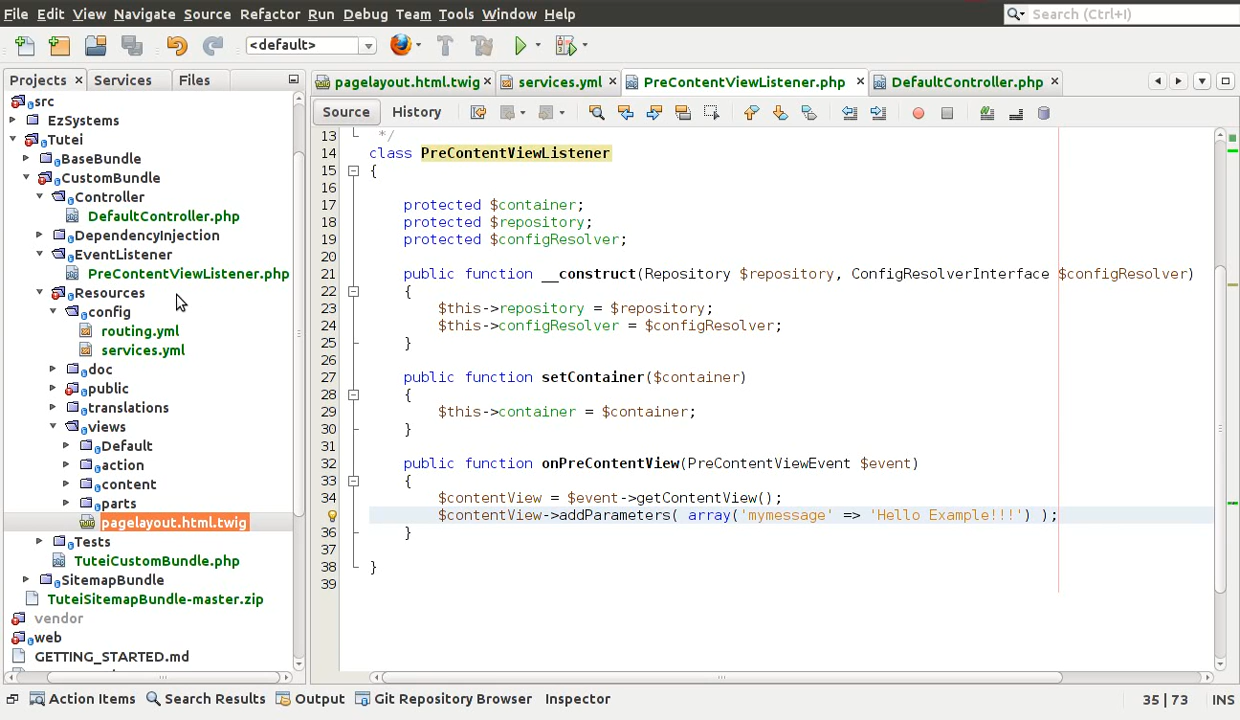 File Edit View Navigate Source Refactor Run Debug Team Tools Window Help
Search (Ctrl+I)
<default>
Projects Services Files
pagelayout.html.twig services.yml PreContentViewListener.php DefaultController.php
Source History
src
EzSystems
Tutei
BaseBundle
CustomBundle
Controller
DefaultController.php
DependencyInjection
EventListener
PreContentViewListener.php
Resources
config
routing.yml
services.yml
doc
public
translations
views
Default
action
content
parts
pagelayout.html.twig
Tests
TuteiCustomBundle.php
SitemapBundle
TuteiSitemapBundle-master.zip
vendor
web
GETTING_STARTED.md
13 */
14 class PreContentViewListener
15 {
16
17 protected $container;
18 protected $repository;
19 protected $configResolver;
20
21 public function __construct(Repository $repository, ConfigResolverInterface $configResolver)
22 {
23 $this->repository = $repository;
24 $this->configResolver = $configResolver;
25 }
26
27 public function setContainer($container)
28 {
29 $this->container = $container;
30 }
31
32 public function onPreContentView(PreContentViewEvent $event)
33 {
34 $contentView = $event->getContentView();
$contentView->addParameters( array('mymessage' => 'Hello Example!!!') );
36 }
37
38 }
39
Action Items Search Results Output Git Repository Browser Inspector
35 | 73 INS